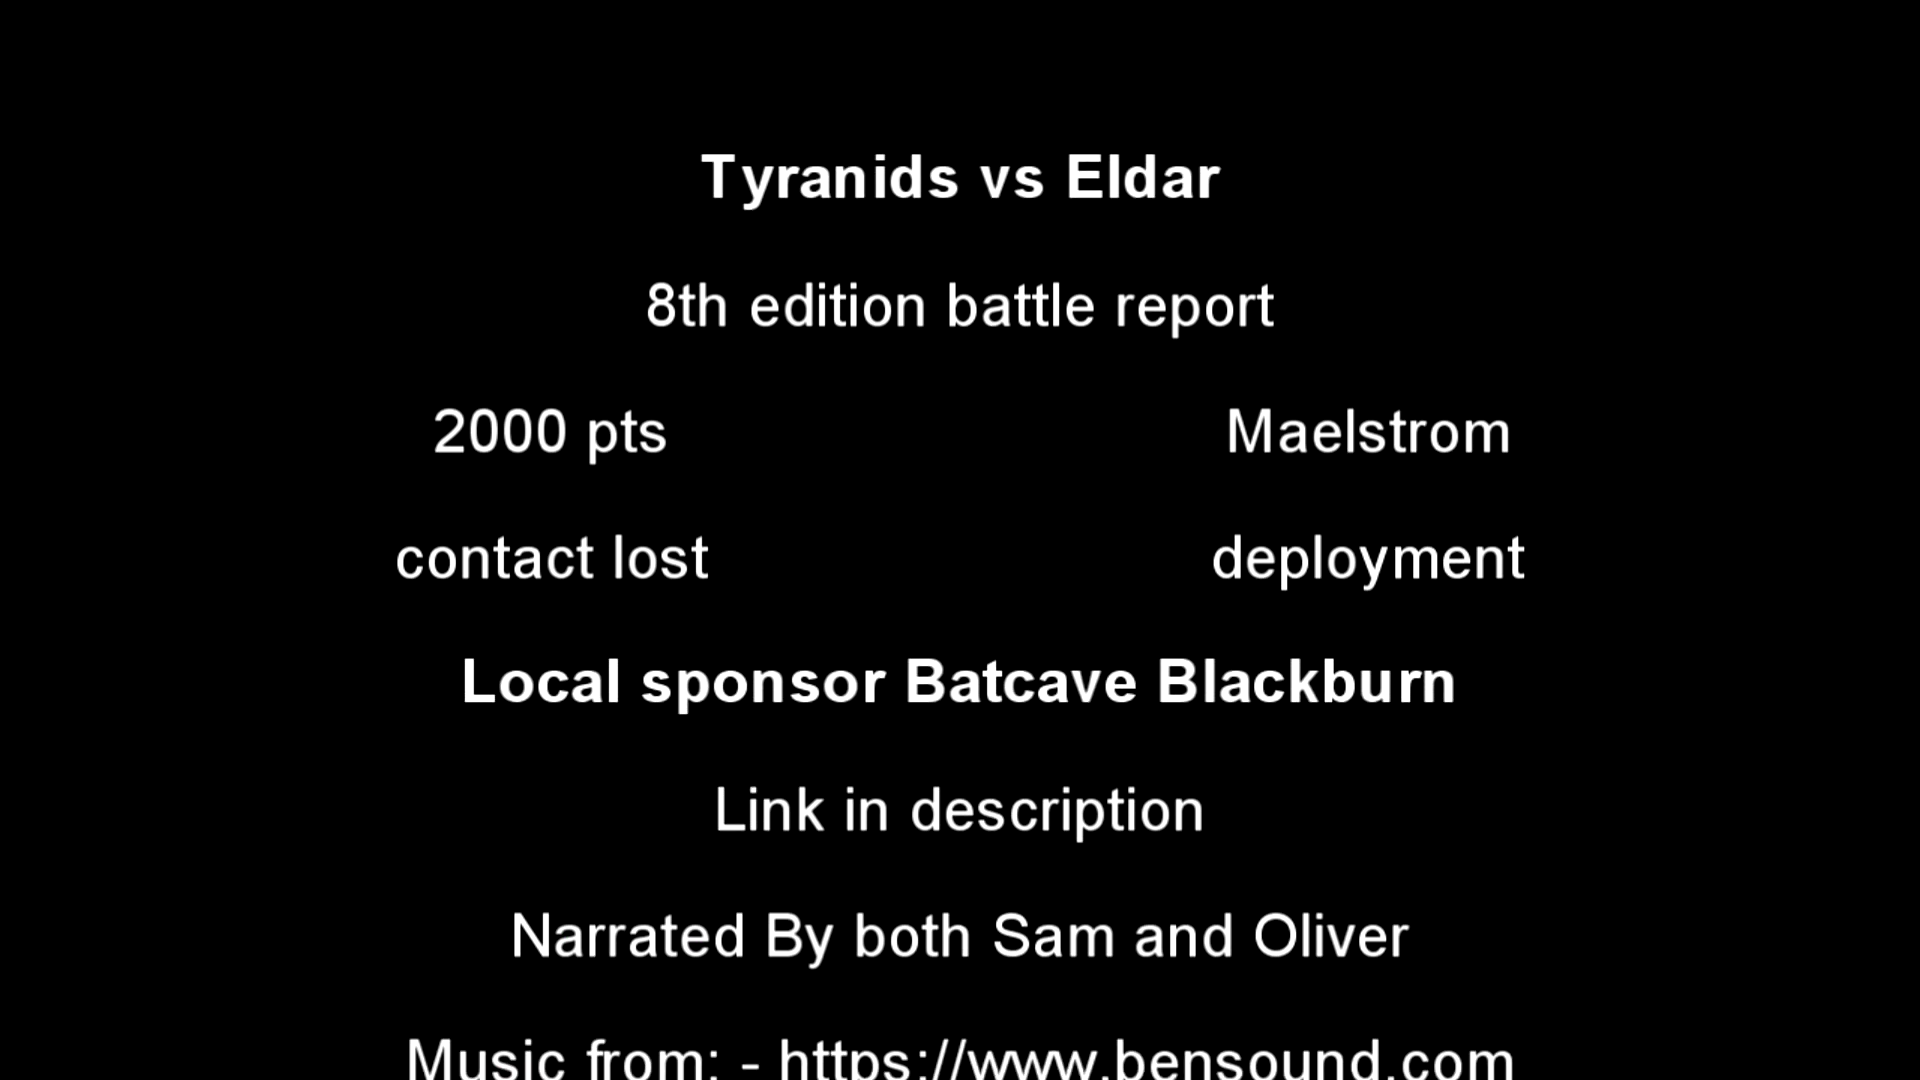 Tyranids vs Eldar
8th edition battle report
2000 pts Maelstrom
contact lost deployment
Local sponsor Batcave Blackburn
Link in description
Narrated By both Sam and Oliver
Music from: - https://www.bensound.com